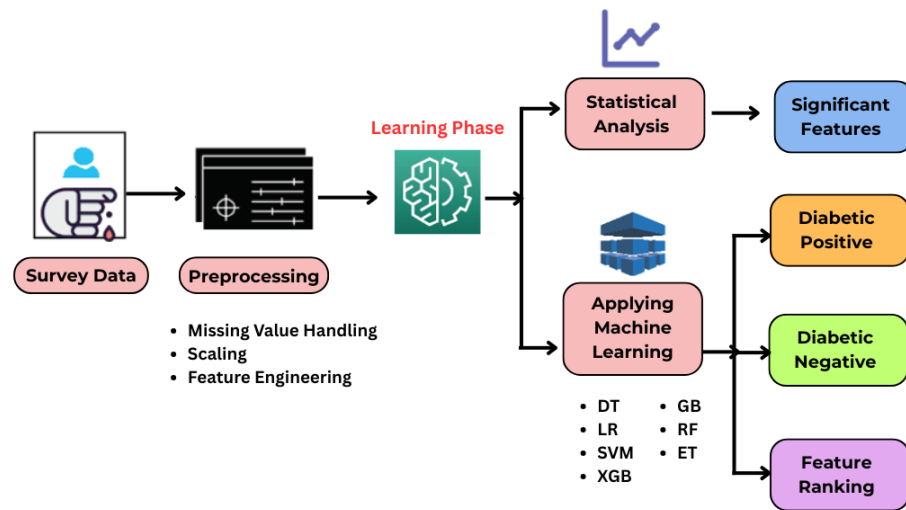 Learning Phase
Statistical
Analysis
Significant
Features
Survey Data
Preprocessing
• Missing Value Handling
• Scaling
• Feature Engineering
Applying
Machine
Learning
• DT
• LR
• SVM
• XGB
• GB
• RF
• ET
Diabetic
Positive
Diabetic
Negative
Feature
Ranking